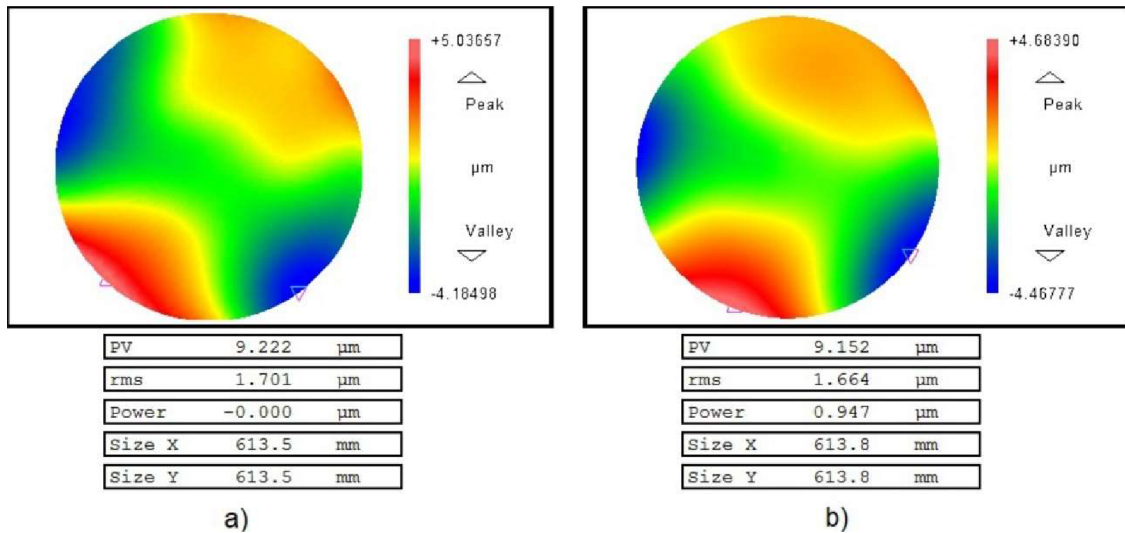 +5.03657
Peak
µm
Valley
-4.18498
PV 9.222 µm
rms 1.701 µm
Power -0.000 µm
Size X 613.5 mm
Size Y 613.5 mm
a)
+4.68390
Peak
µm
Valley
-4.46777
PV 9.152 µm
rms 1.664 µm
Power 0.947 µm
Size X 613.8 mm
Size Y 613.8 mm
b)